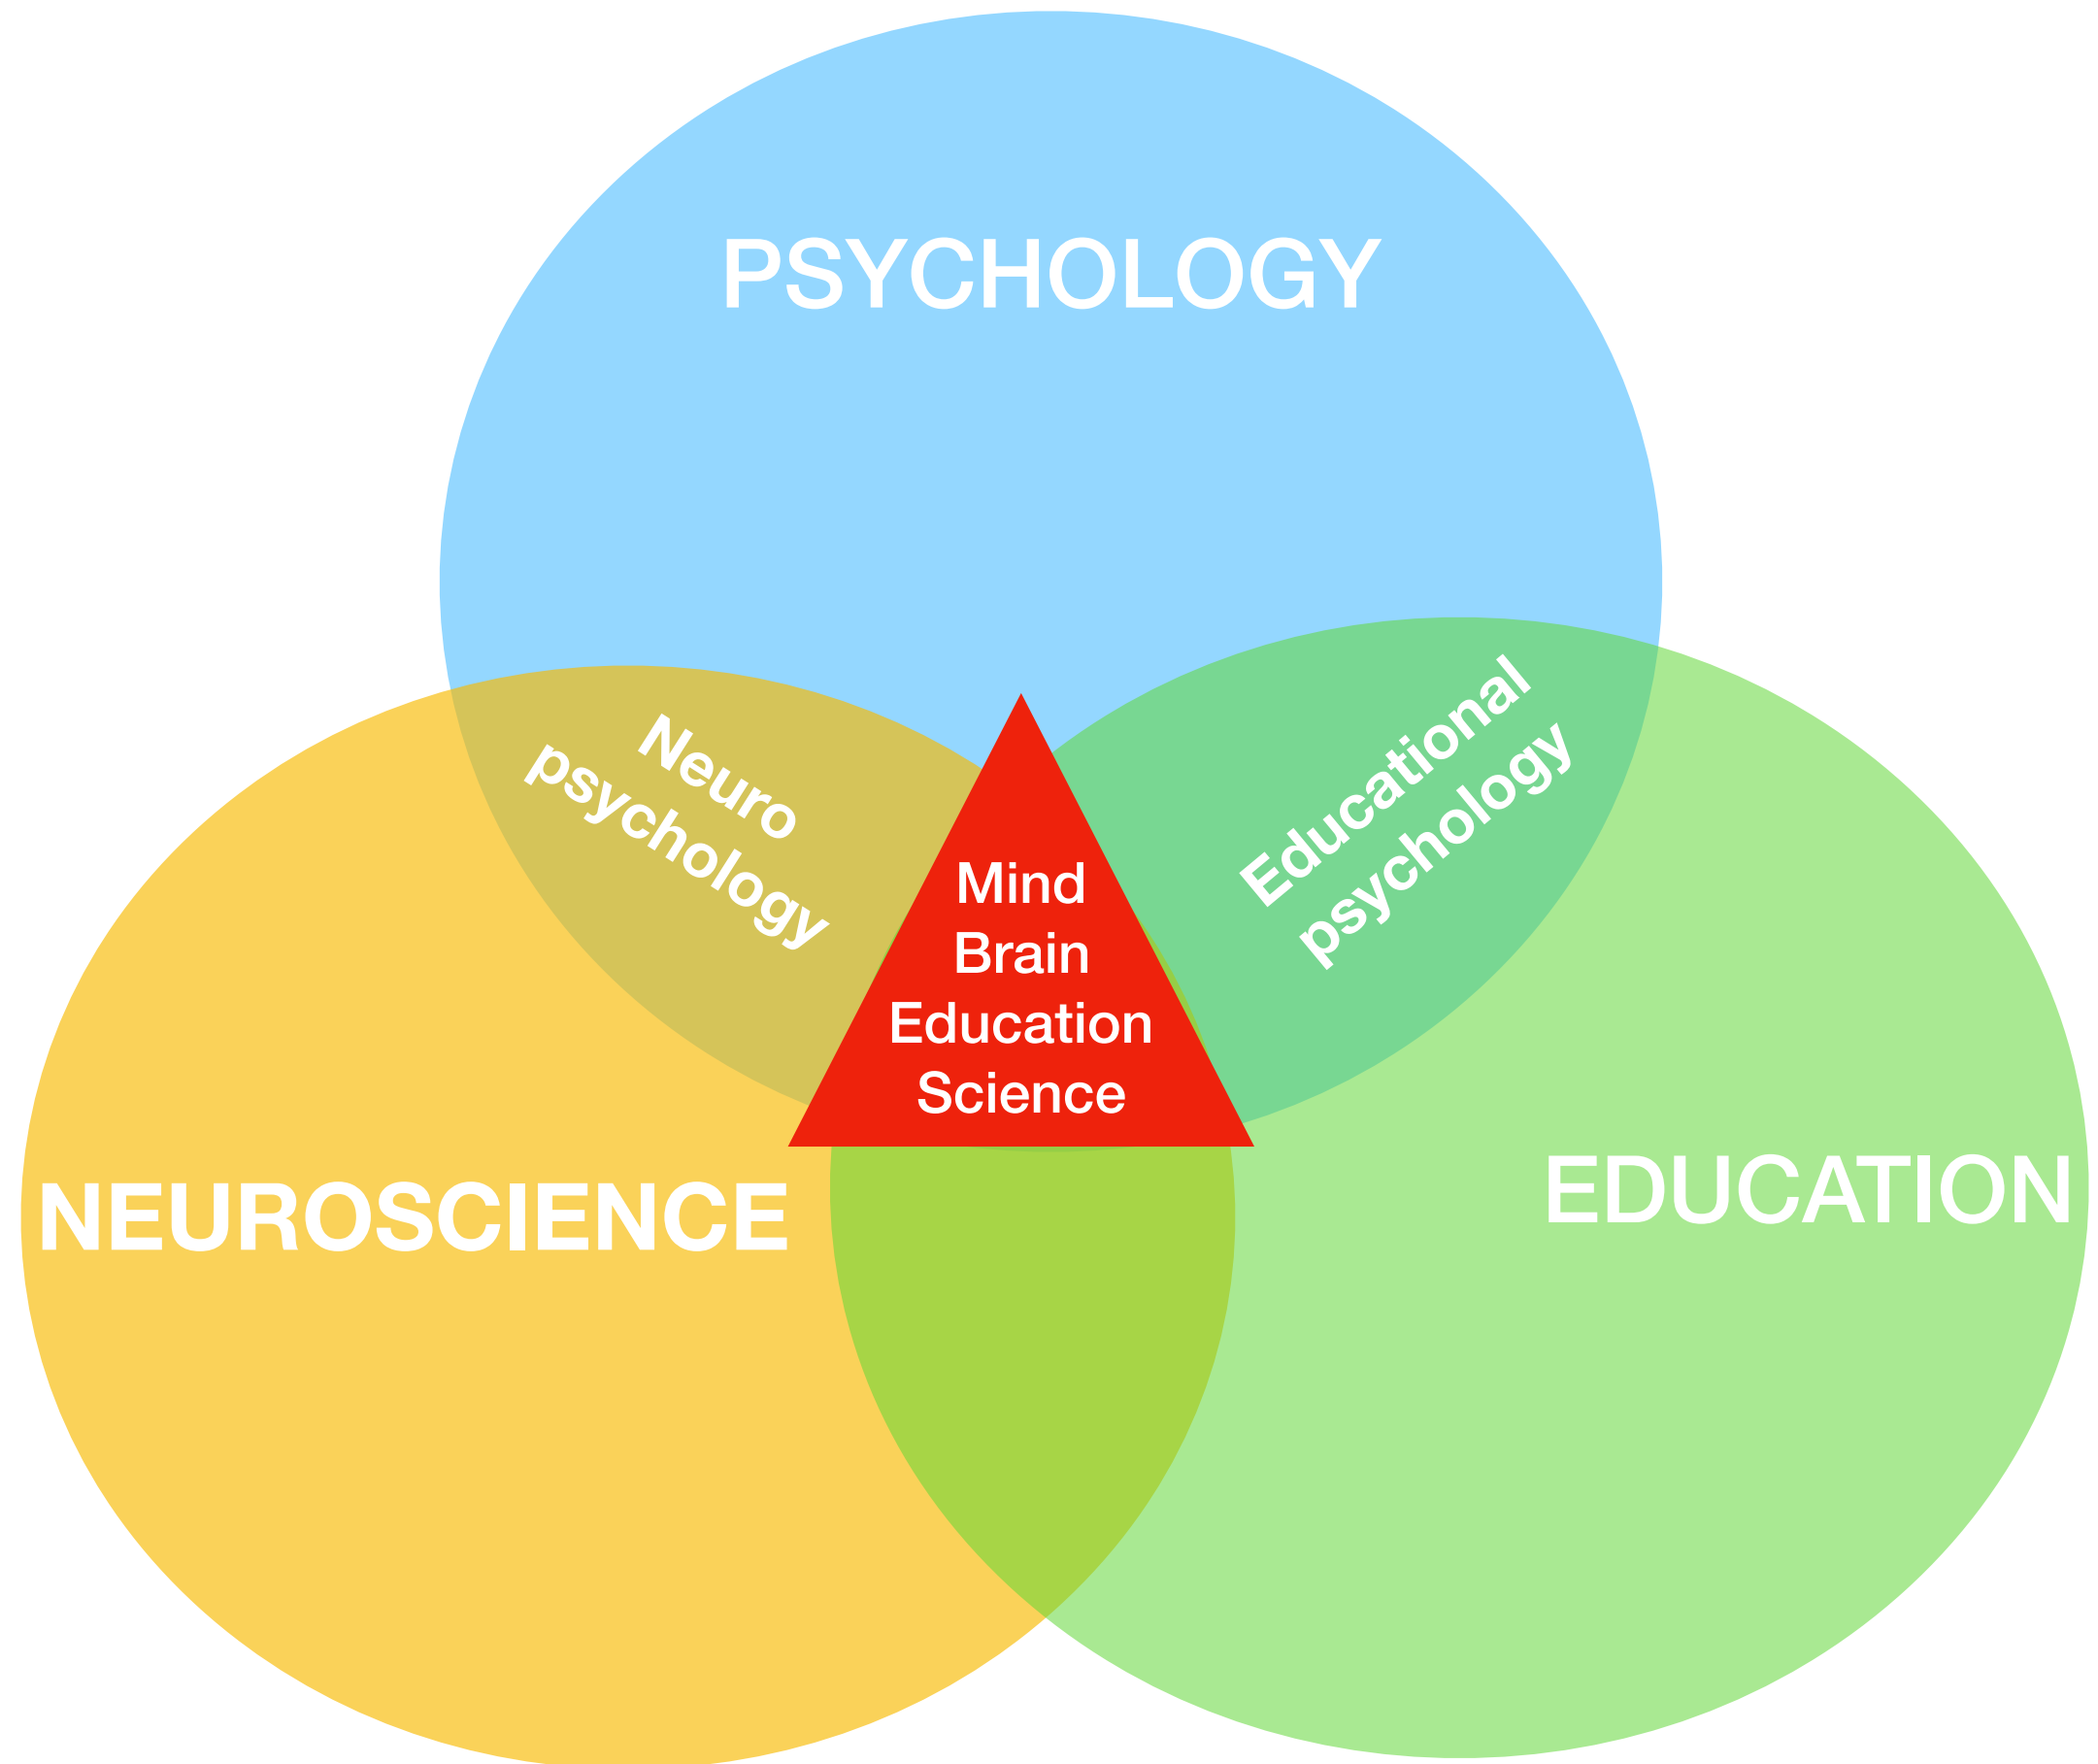 PSYCHOLOGY
Neuro
psychology
Educational
psychology
Mind
Brain
Education
Science
NEUROSCIENCE
EDUCATION